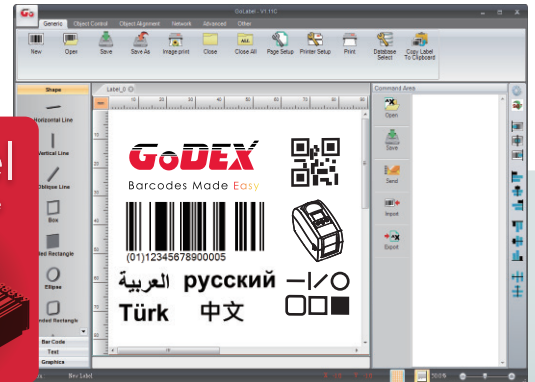 GoLabel - V1.11C
Go
Generic Object Control Object Alignment Network Advanced Other
New Open Save Save As Image print Close Close All Page Setup Printer Setup Print Database Select Copy Label To Clipboard
ALL
Shape
Label_0
Command Area
Horizontal Line
Vertical Line
Oblique Line
Box
Ellipse
Bar Code
Text
Graphics
GoDEX
Barcodes Made Easy
(01)12345678900005
العربية русский
Türk 中文
Open
Save
Send
Import
Export
New Label
300%